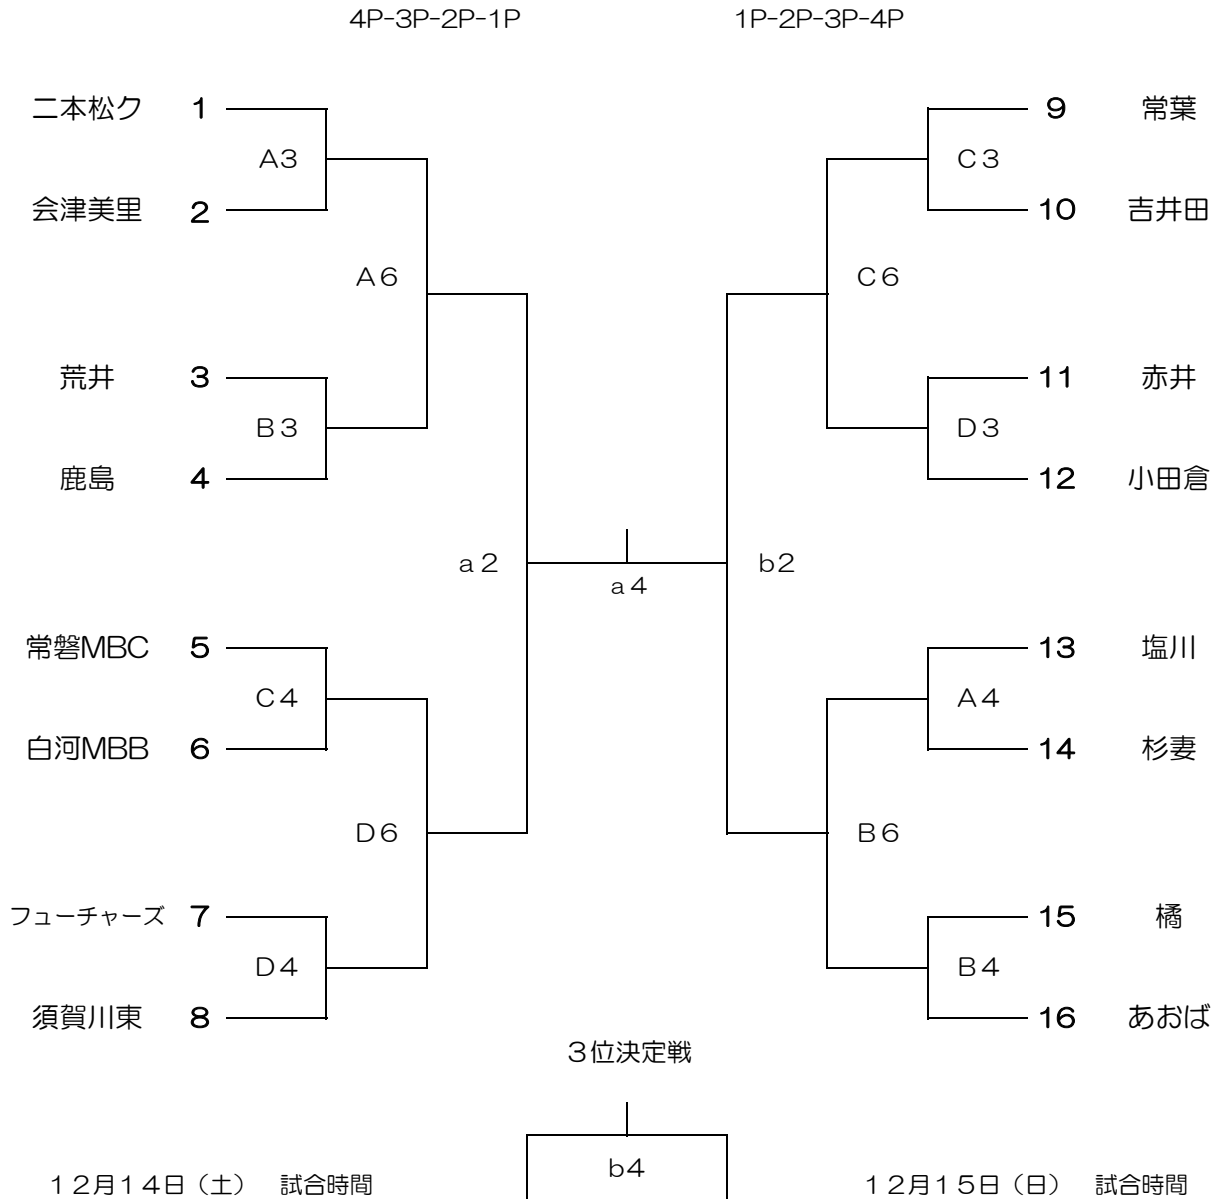 4P-3P-2P-1P 1P-2P-3P-4P
二本松ク 1 9 常葉
A3 C3
会津美里 2 10 吉井田
A6 C6
荒井 3 11 赤井
B3 D3
鹿島 4 12 小田倉
a2 b2
a4
常磐MBC 5 13 塩川
C4 A4
白河MBB 6 14 杉妻
D6 B6
フューチャーズ 7 15 橘
D4 B4
須賀川東 8 16 あおば
3位決定戦
b4
12月14日（土） 試合時間 12月15日（日） 試合時間